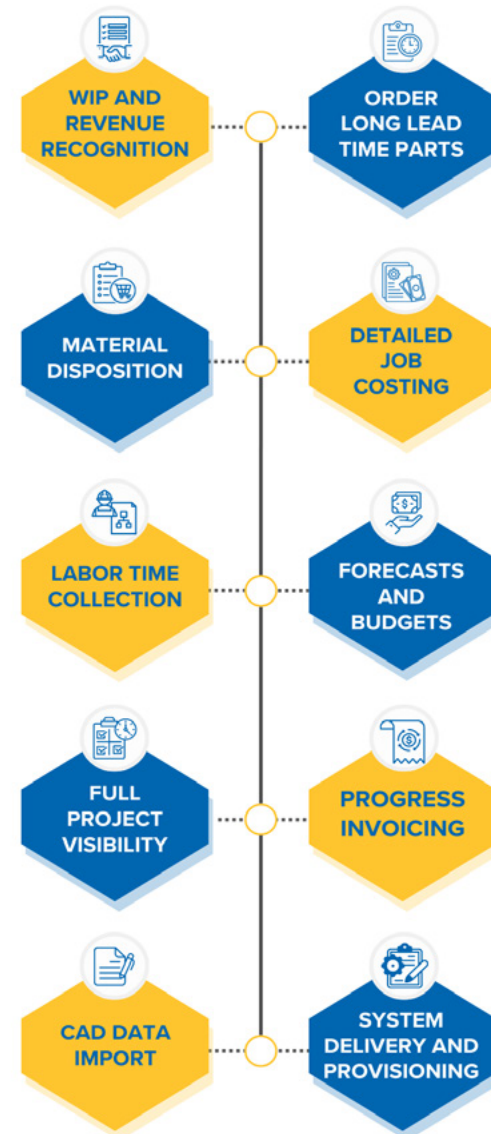 WIP AND
REVENUE
RECOGNITION
ORDER
LONG LEAD
TIME PARTS
MATERIAL
DISPOSITION
DETAILED
JOB
COSTING
LABOR TIME
COLLECTION
FORECASTS
AND
BUDGETS
FULL
PROJECT
VISIBILITY
PROGRESS
INVOICING
CAD DATA
IMPORT
SYSTEM
DELIVERY AND
PROVISIONING